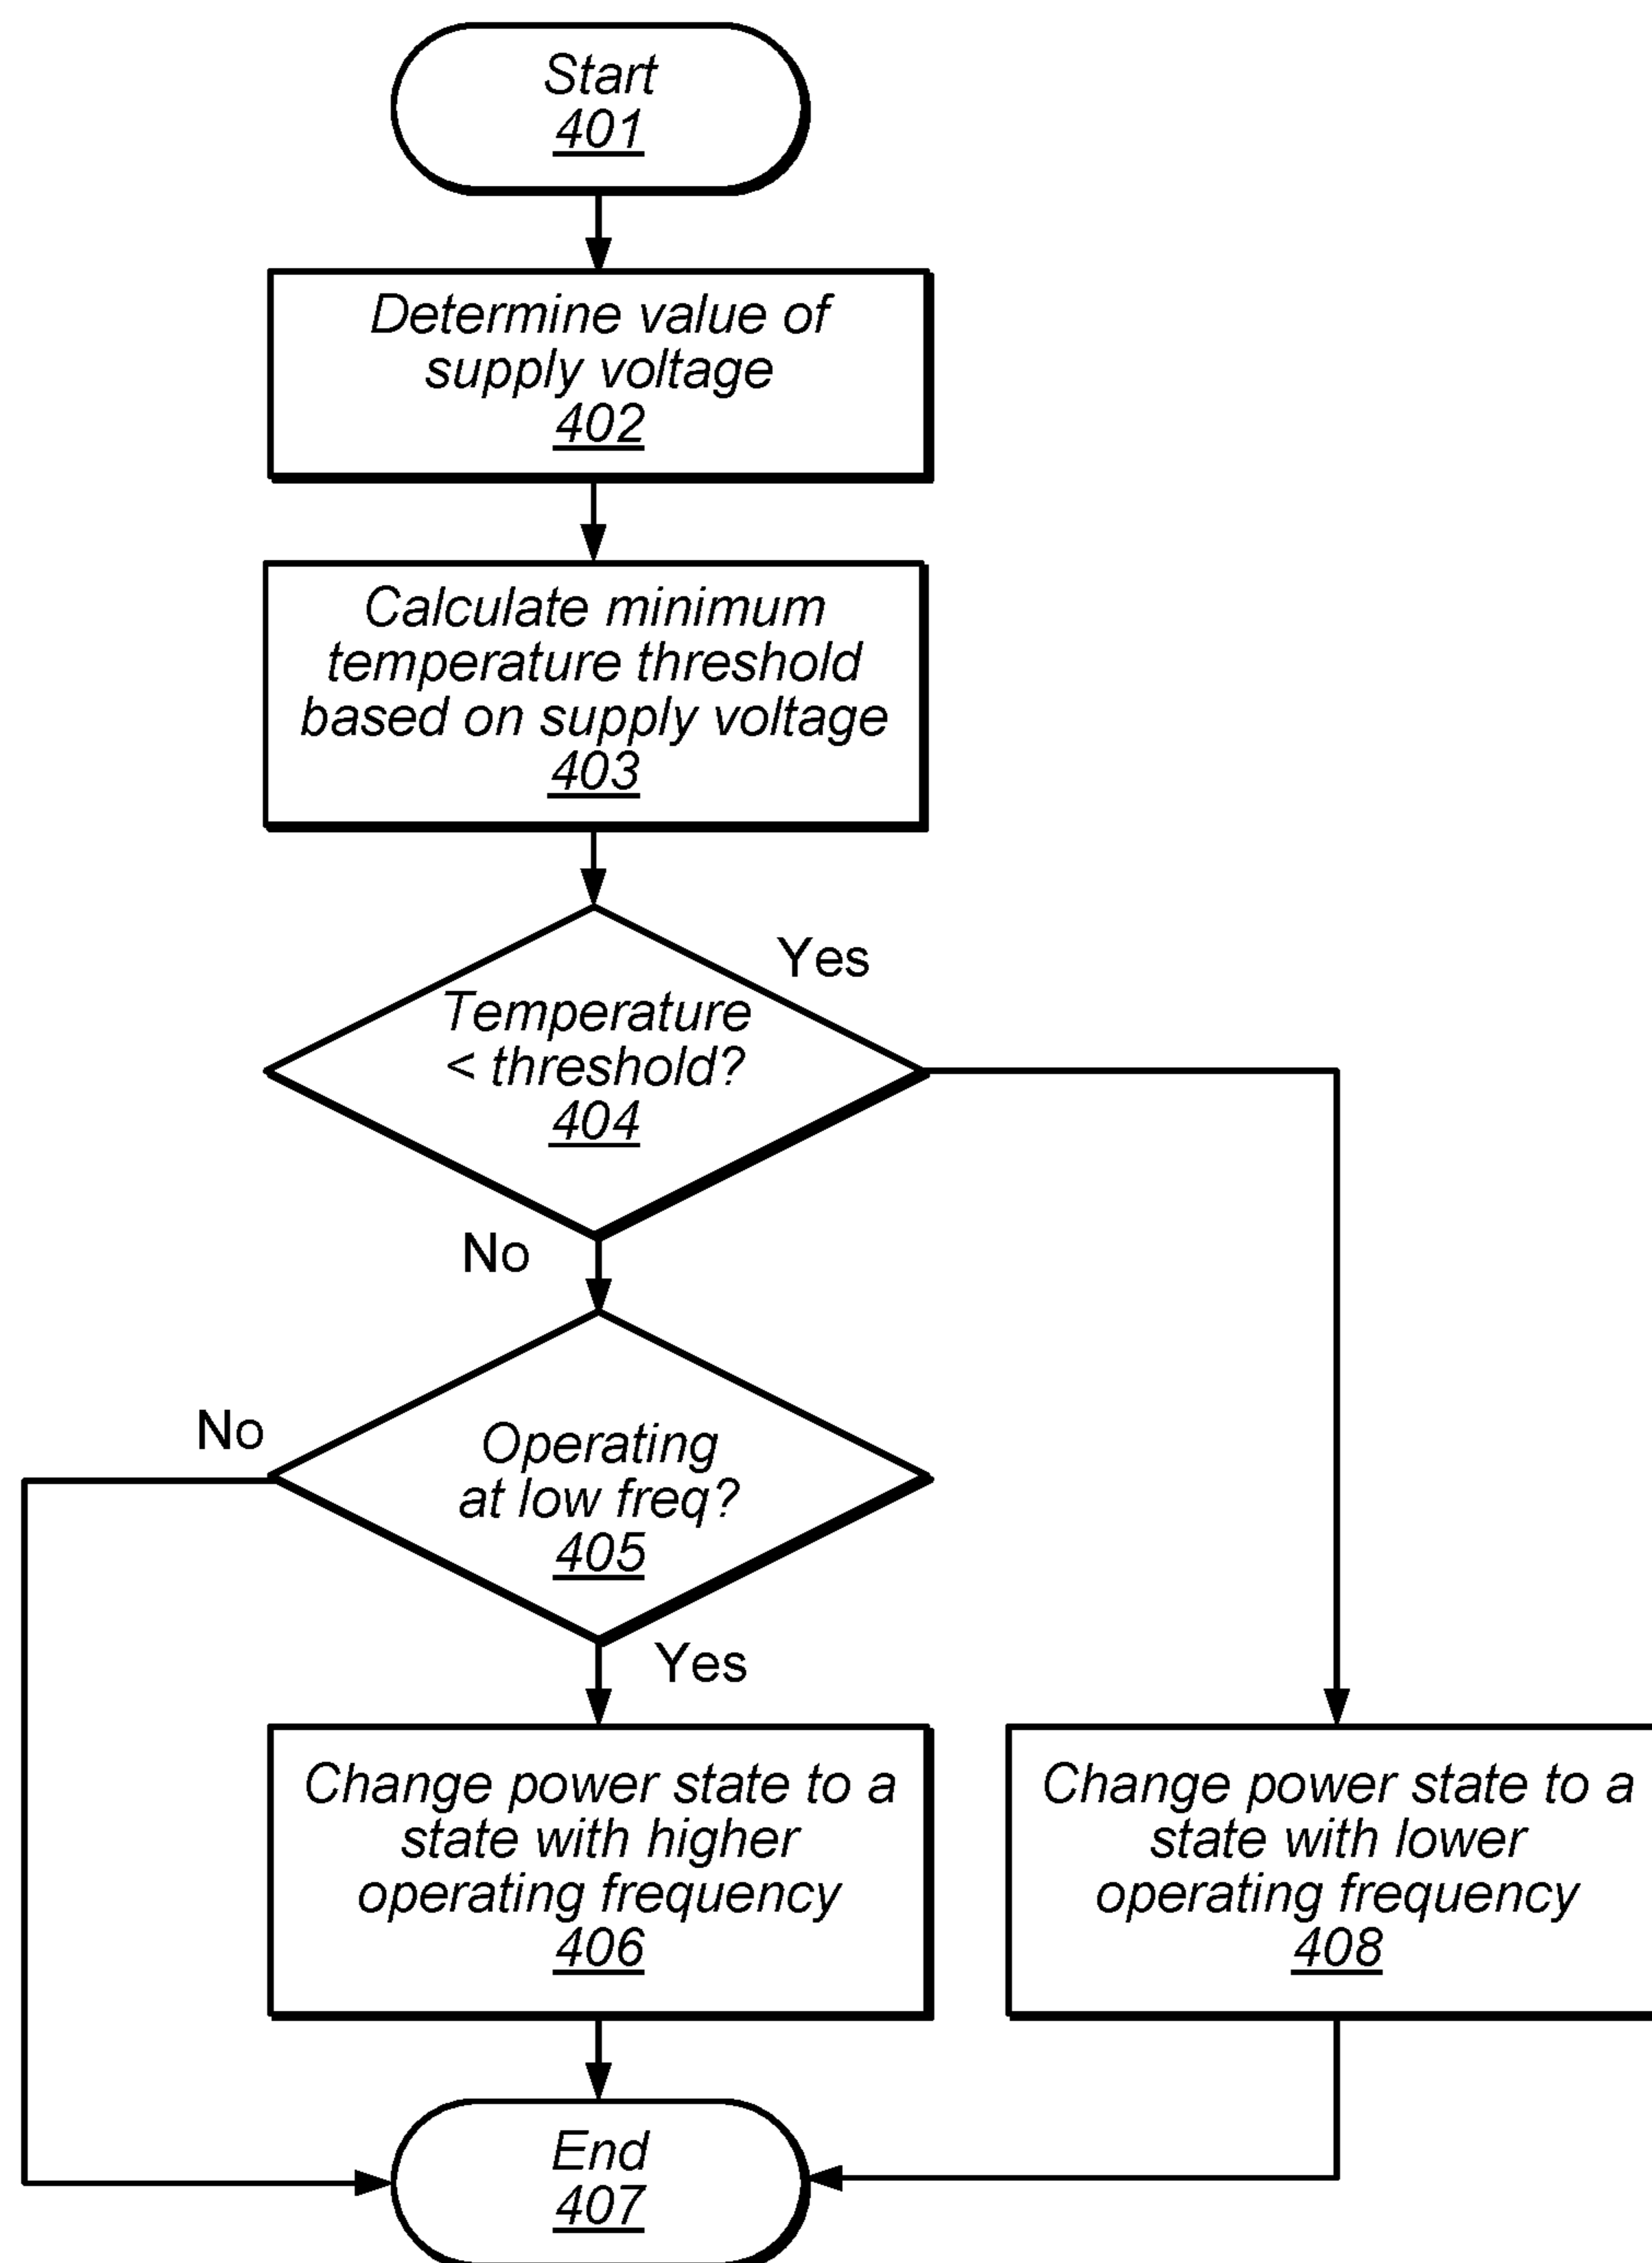 Start
401
Determine value of
supply voltage
402
Calculate minimum
temperature threshold
based on supply voltage
403
Yes
Temperature
< threshold?
404
No
No
Operating
at low freq?
405
Yes
Change power state to a
state with higher
operating frequency
406
Change power state to a
state with lower
operating frequency
408
End
407